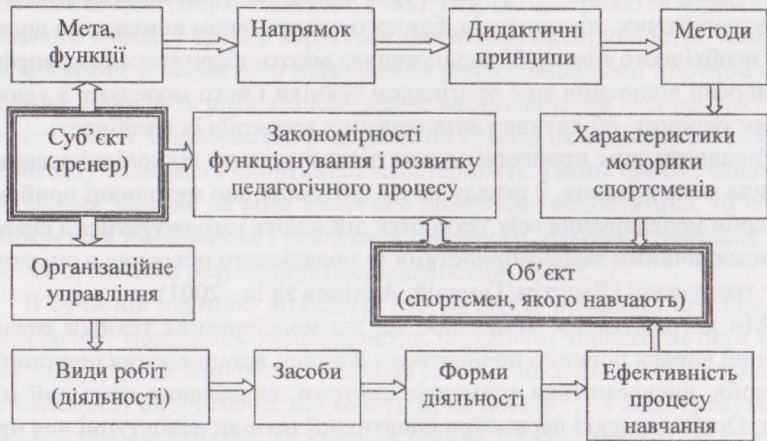 Мета,
функції
Напрямок
Дидактичні
принципи
Методи
Суб’єкт
(тренер)
Закономірності
функціонування і розвитку
педагогічного процесу
Характеристики
підготовки
спортсменів
Організаційне
управління
Об’єкт
(спортсмен, якого навчають)
Види робіт
(діяльності)
Засоби
Форми
діяльності
Ефективність
процесу
навчання